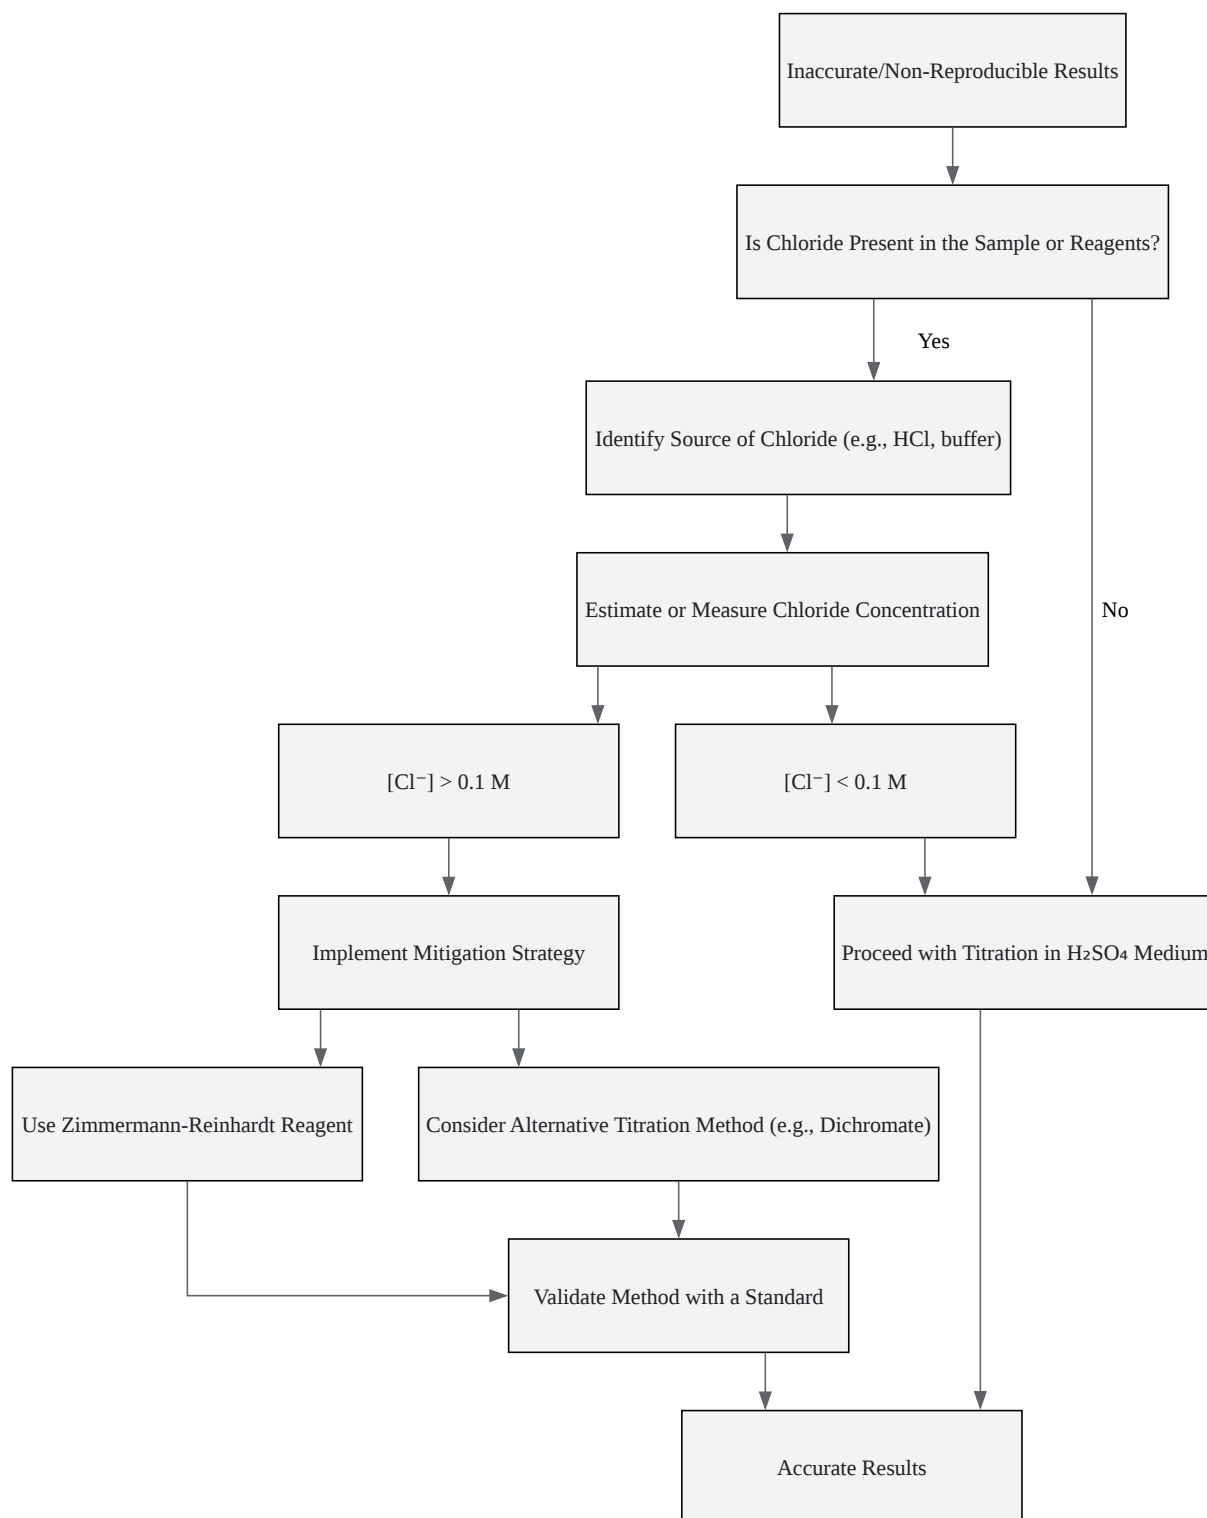 Inaccurate/Non-Reproducible Results
Is Chloride Present in the Sample or Reagents?
Yes
Identify Source of Chloride (e.g., HCl, buffer)
Estimate or Measure Chloride Concentration
No
[Cl⁻] > 0.1 M
[Cl⁻] < 0.1 M
Implement Mitigation Strategy
Proceed with Titration in H₂SO₄ Medium
Use Zimmermann-Reinhardt Reagent
Consider Alternative Titration Method (e.g., Dichromate)
Validate Method with a Standard
Accurate Results